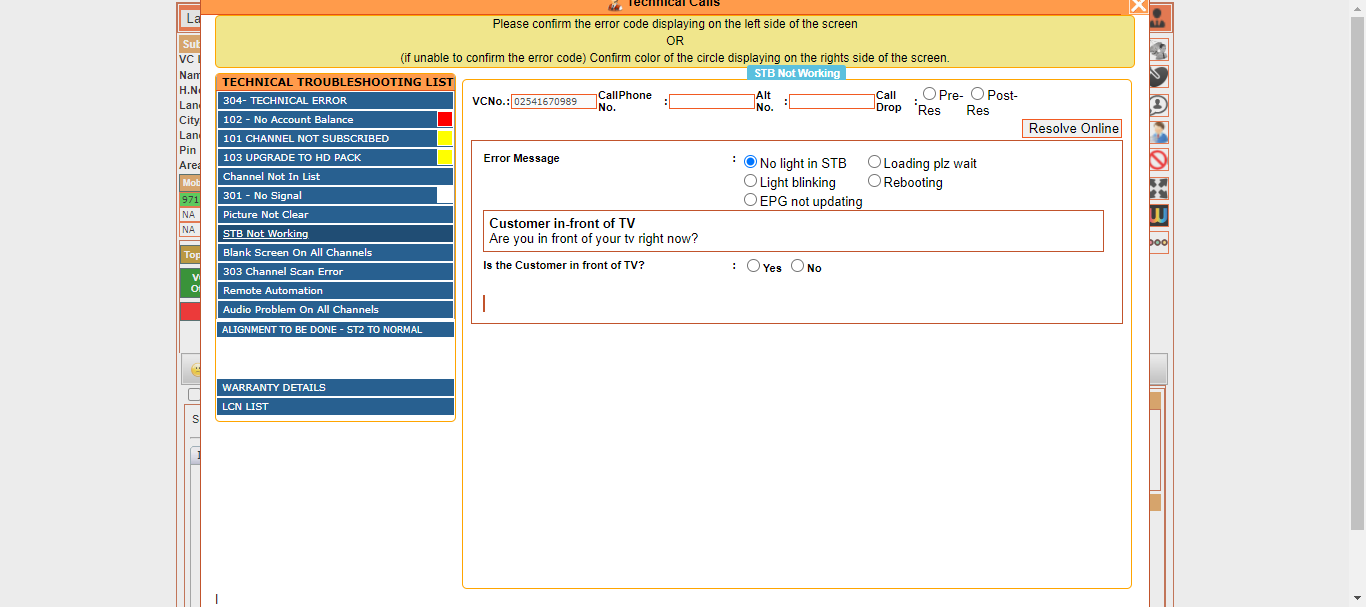 Technical Calls
Please confirm the error code displaying on the left side of the screen
OR
(if unable to confirm the error code) Confirm color of the circle displaying on the rights side of the screen.
La
Sub
VC
Nam
H.No
Land
City
Lan
Pin
Area
Mob
971
NA
NA
Top
TECHNICAL TROUBLESHOOTING LIST
304- TECHNICAL ERROR
102 - No Account Balance
101 CHANNEL NOT SUBSCRIBED
103 UPGRADE TO HD PACK
Channel Not In List
301 - No Signal
Picture Not Clear
STB Not Working
Blank Screen On All Channels
303 Channel Scan Error
Remote Automation
Audio Problem On All Channels
ALIGNMENT TO BE DONE - ST2 TO NORMAL
WARRANTY DETAILS
LCN LIST
STB Not Working
VCNo.: 02541670989 CallPhone No. : Alt No. : Call Drop : Pre-Res Post-Res
Resolve Online
Error Message : No light in STB Loading plz wait
Light blinking Rebooting
EPG not updating
Customer in-front of TV
Are you in front of your tv right now?
Is the Customer in front of TV? : Yes No